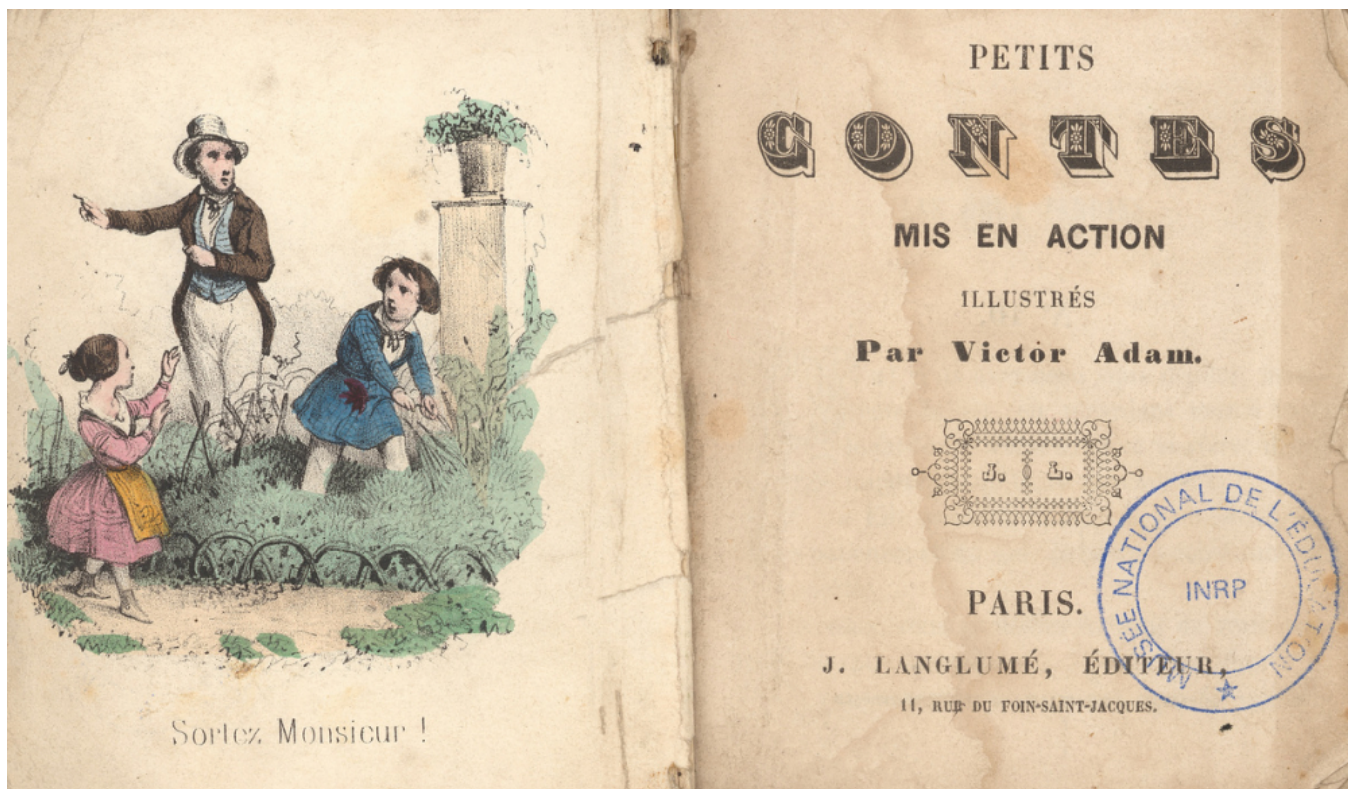 Sortez Monsieur !
PETITS
CONTES
MIS EN ACTION
ILLUSTRÉS
Par Victor Adam.
J. L.
PARIS.
J. LANGLUMÉ, ÉDITEUR,
11, RUE DU FOIN-SAINT-JACQUES.
MUSÉE NATIONAL DE L'ÉDUCATION
INRP